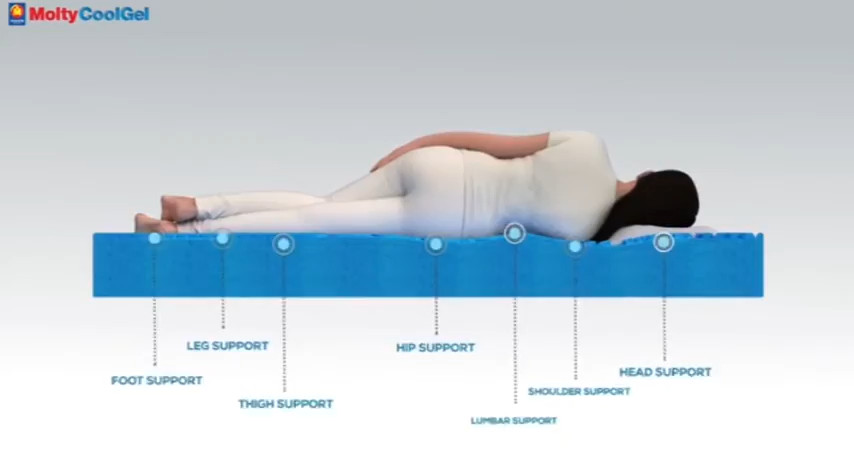 MoltyCoolGel
LEG SUPPORT
HIP SUPPORT
HEAD SUPPORT
FOOT SUPPORT
SHOULDER SUPPORT
THIGH SUPPORT
LUMBAR SUPPORT